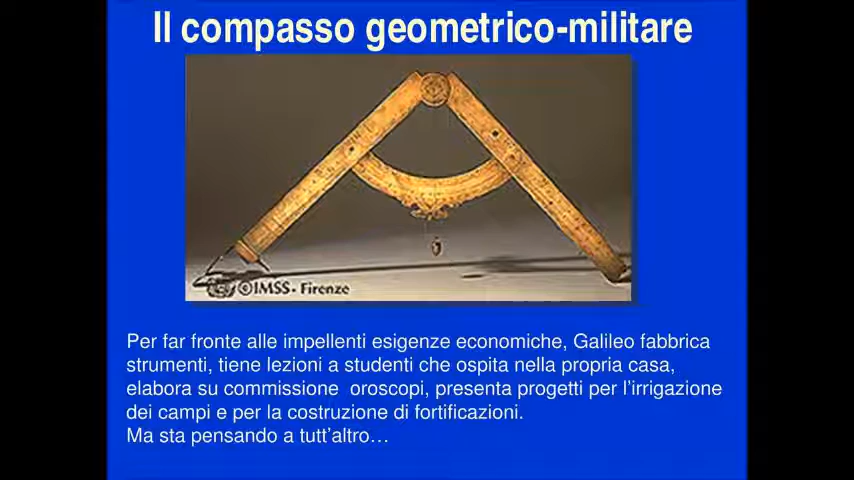 Il compasso geometrico-militare
©IMSS - Firenze
Per far fronte alle impellenti esigenze economiche, Galileo fabbrica
strumenti, tiene lezioni a studenti che ospita nella propria casa,
elabora su commissione  oroscopi, presenta progetti per l'irrigazione
dei campi e per la costruzione di fortificazioni.
Ma sta pensando a tutt'altro…